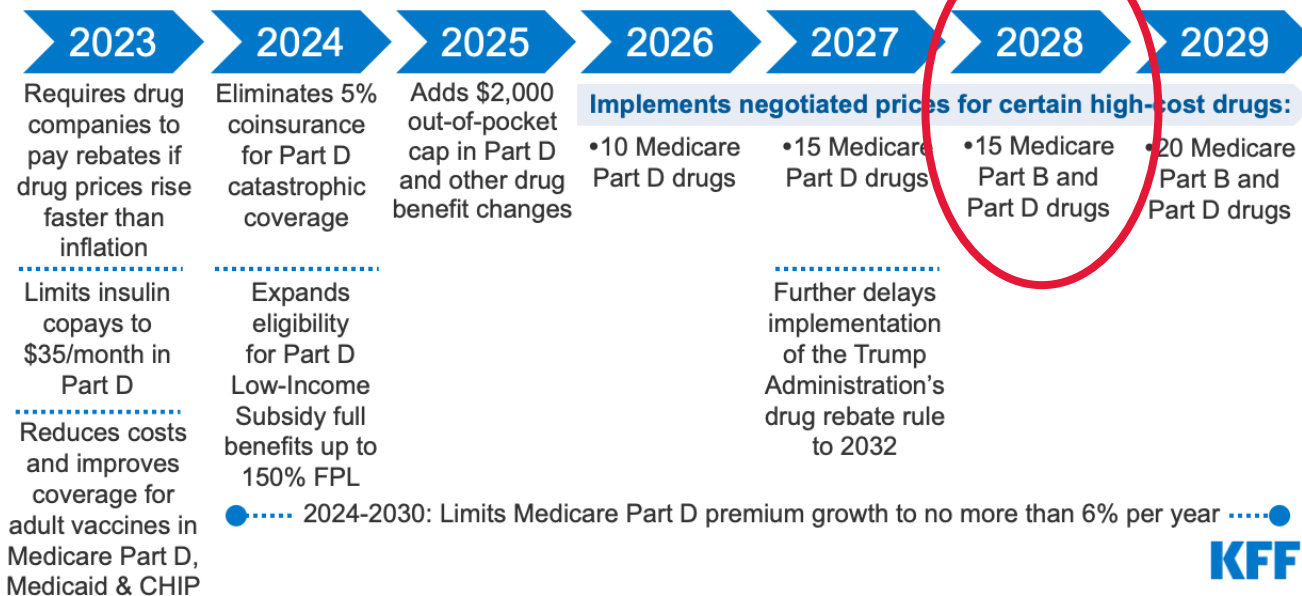 2023
Requires drug
companies to
pay rebates if
drug prices rise
faster than
inflation
Limits insulin
copays to
$35/month in
Part D
Reduces costs
and improves
coverage for
adult vaccines in
Medicare Part D,
Medicaid & CHIP
2024
Eliminates 5%
coinsurance
for Part D
catastrophic
coverage
Expands
eligibility
for Part D
Low-Income
Subsidy full
benefits up to
150% FPL
2025
Adds $2,000
out-of-pocket
cap in Part D
and other drug
benefit changes
2026
2027
2028
2029
Implements negotiated prices for certain high-cost drugs:
•10 Medicare
Part D drugs
•15 Medicare
Part D drugs
Further delays
implementation
of the Trump
Administration’s
drug rebate rule
to 2032
•15 Medicare
Part B and
Part D drugs
•20 Medicare
Part B and
Part D drugs
2024-2030: Limits Medicare Part D premium growth to no more than 6% per year
KFF